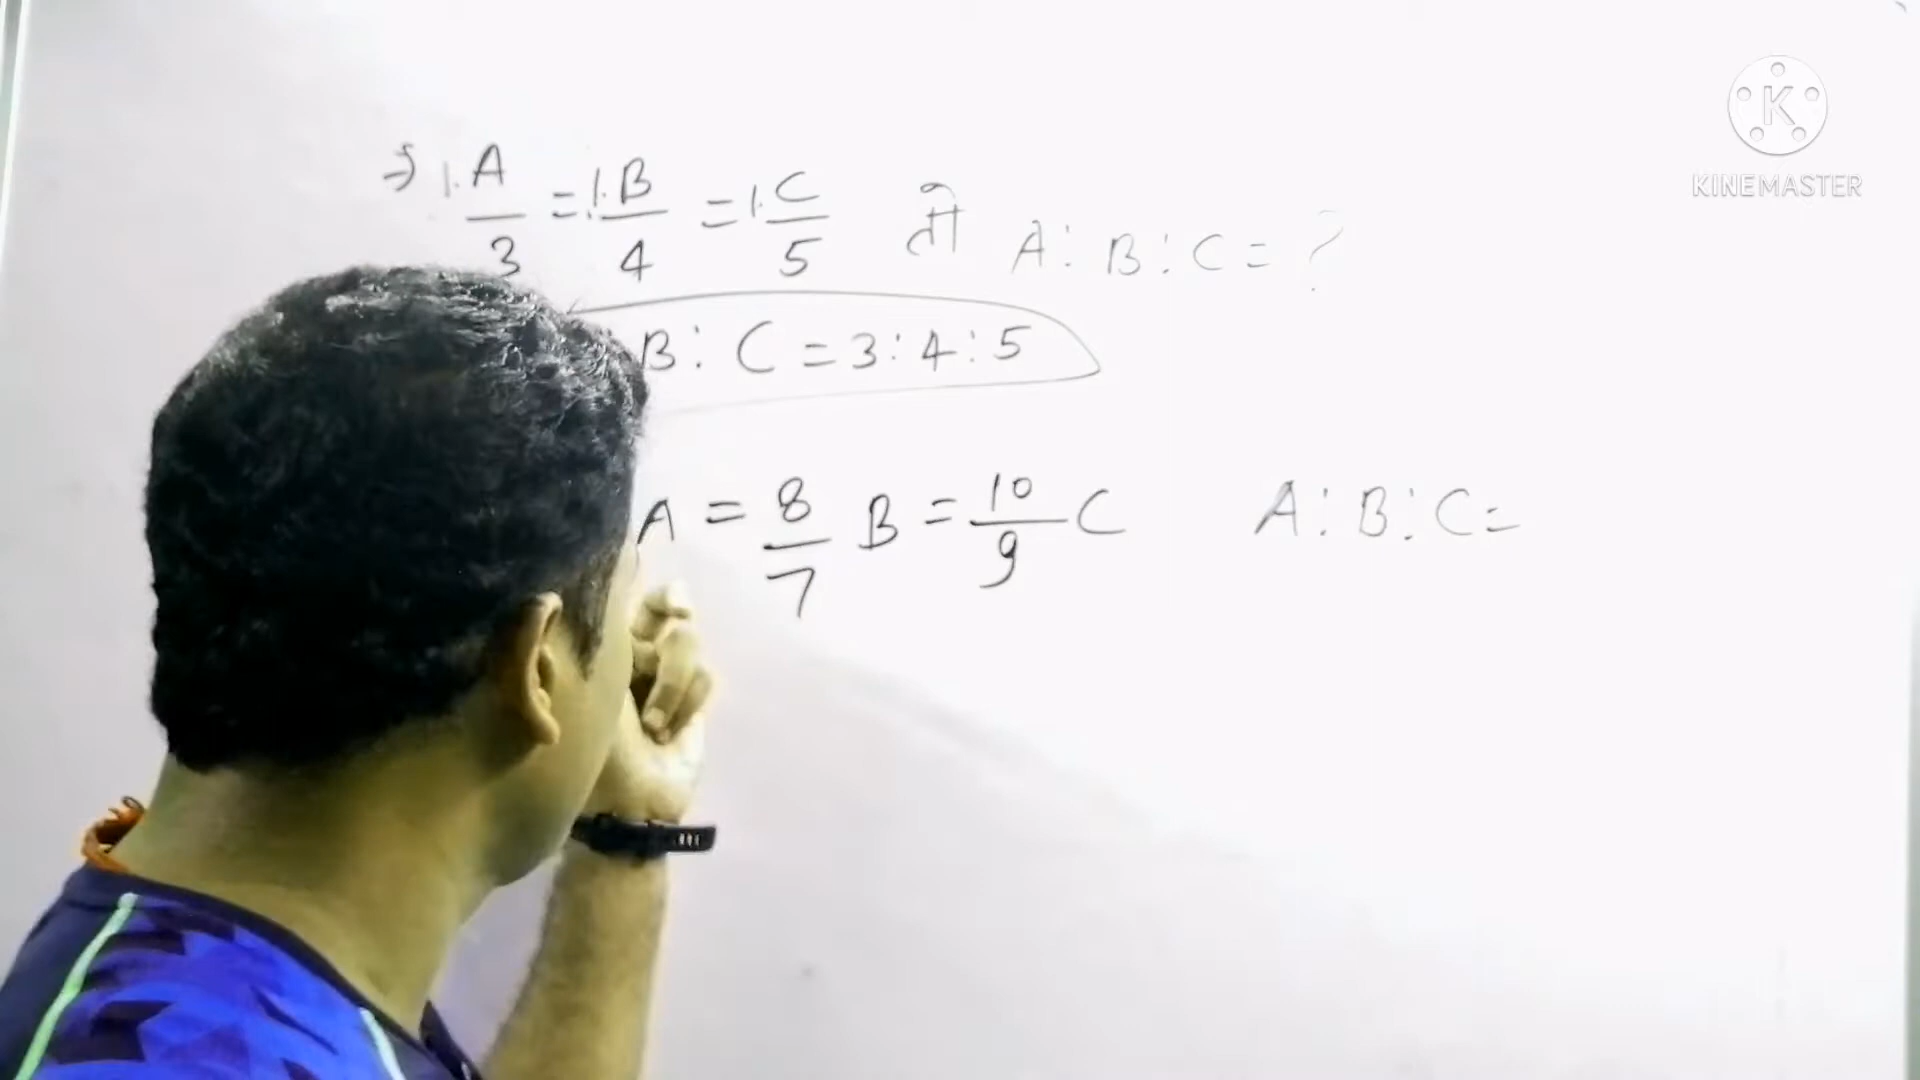 ⇒ 1. A/3 = 1. B/4 = 1. C/5 तो A : B : C = ?
B : C = 3 : 4 : 5
A = 8/7 B = 10/9 C A : B : C =
KINEMASTER